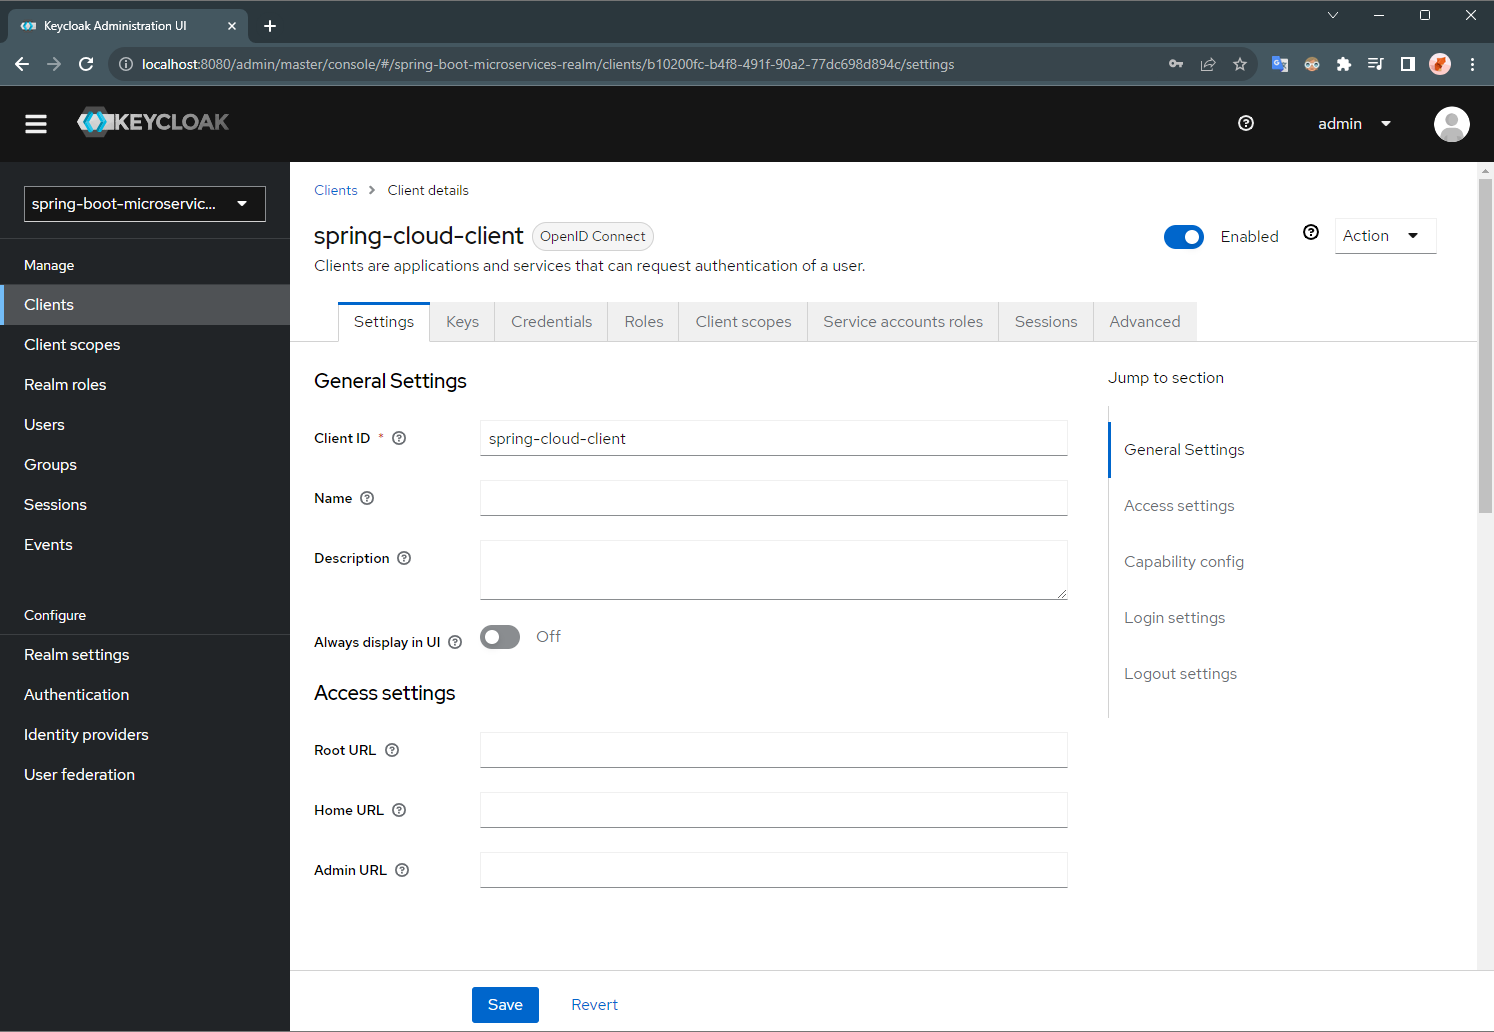 Keycloak Administration UI
localhost:8080/admin/master/console/#/spring-boot-microservices-realm/clients/b10200fc-b4f8-491f-90a2-77dc698d894c/settings
KEYCLOAK
admin
spring-boot-microservic...
Manage
Clients
Client scopes
Realm roles
Users
Groups
Sessions
Events
Configure
Realm settings
Authentication
Identity providers
User federation
Clients > Client details
spring-cloud-client OpenID Connect
Enabled
Action
Clients are applications and services that can request authentication of a user.
Settings Keys Credentials Roles Client scopes Service accounts roles Sessions Advanced
General Settings
Client ID *
spring-cloud-client
Name
Description
Always display in UI
Off
Access settings
Root URL
Home URL
Admin URL
Jump to section
General Settings
Access settings
Capability config
Login settings
Logout settings
Save Revert